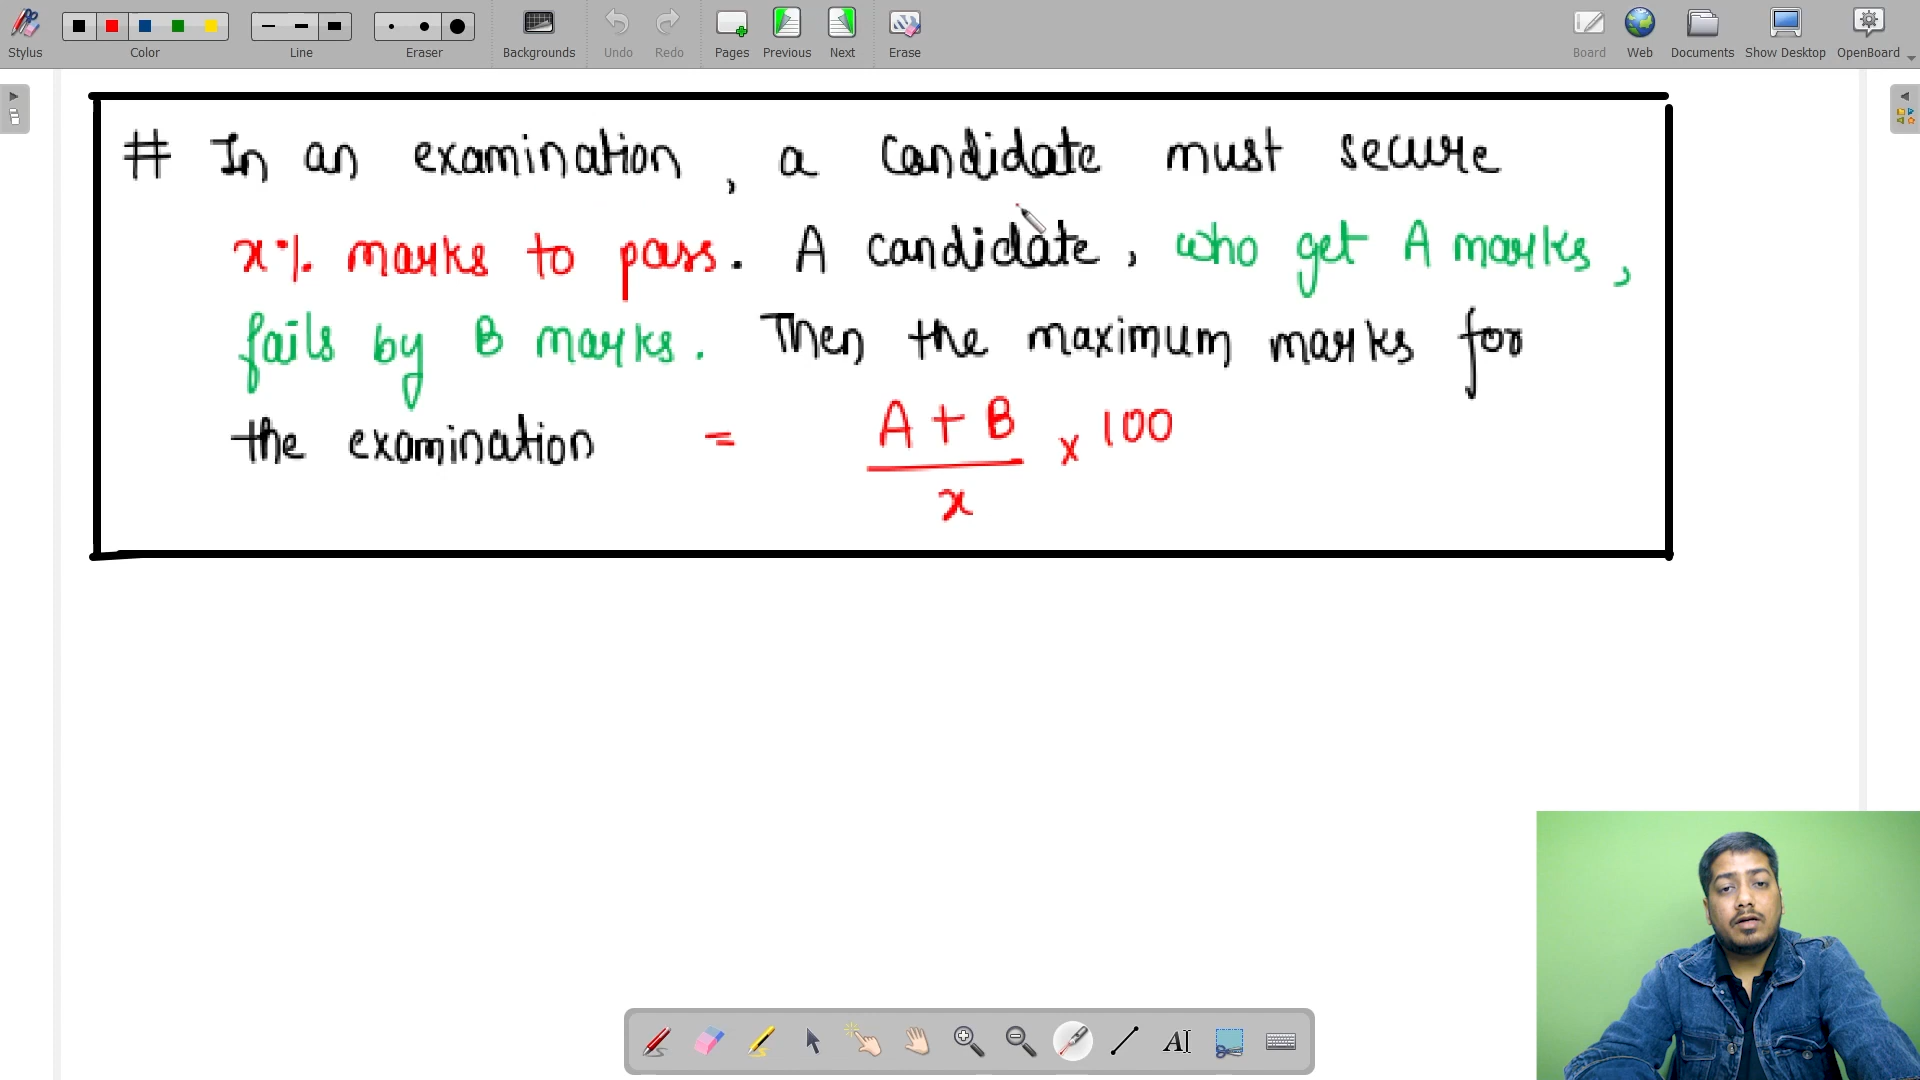 Stylus Color Line Eraser Backgrounds Undo Redo Pages Previous Next Erase Board Web Documents Show Desktop OpenBoard
# In an examination, a candidate must secure
x% marks to pass. A candidate, who get A marks,
fails by B marks. Then the maximum marks for
the examination = A + B / x × 100